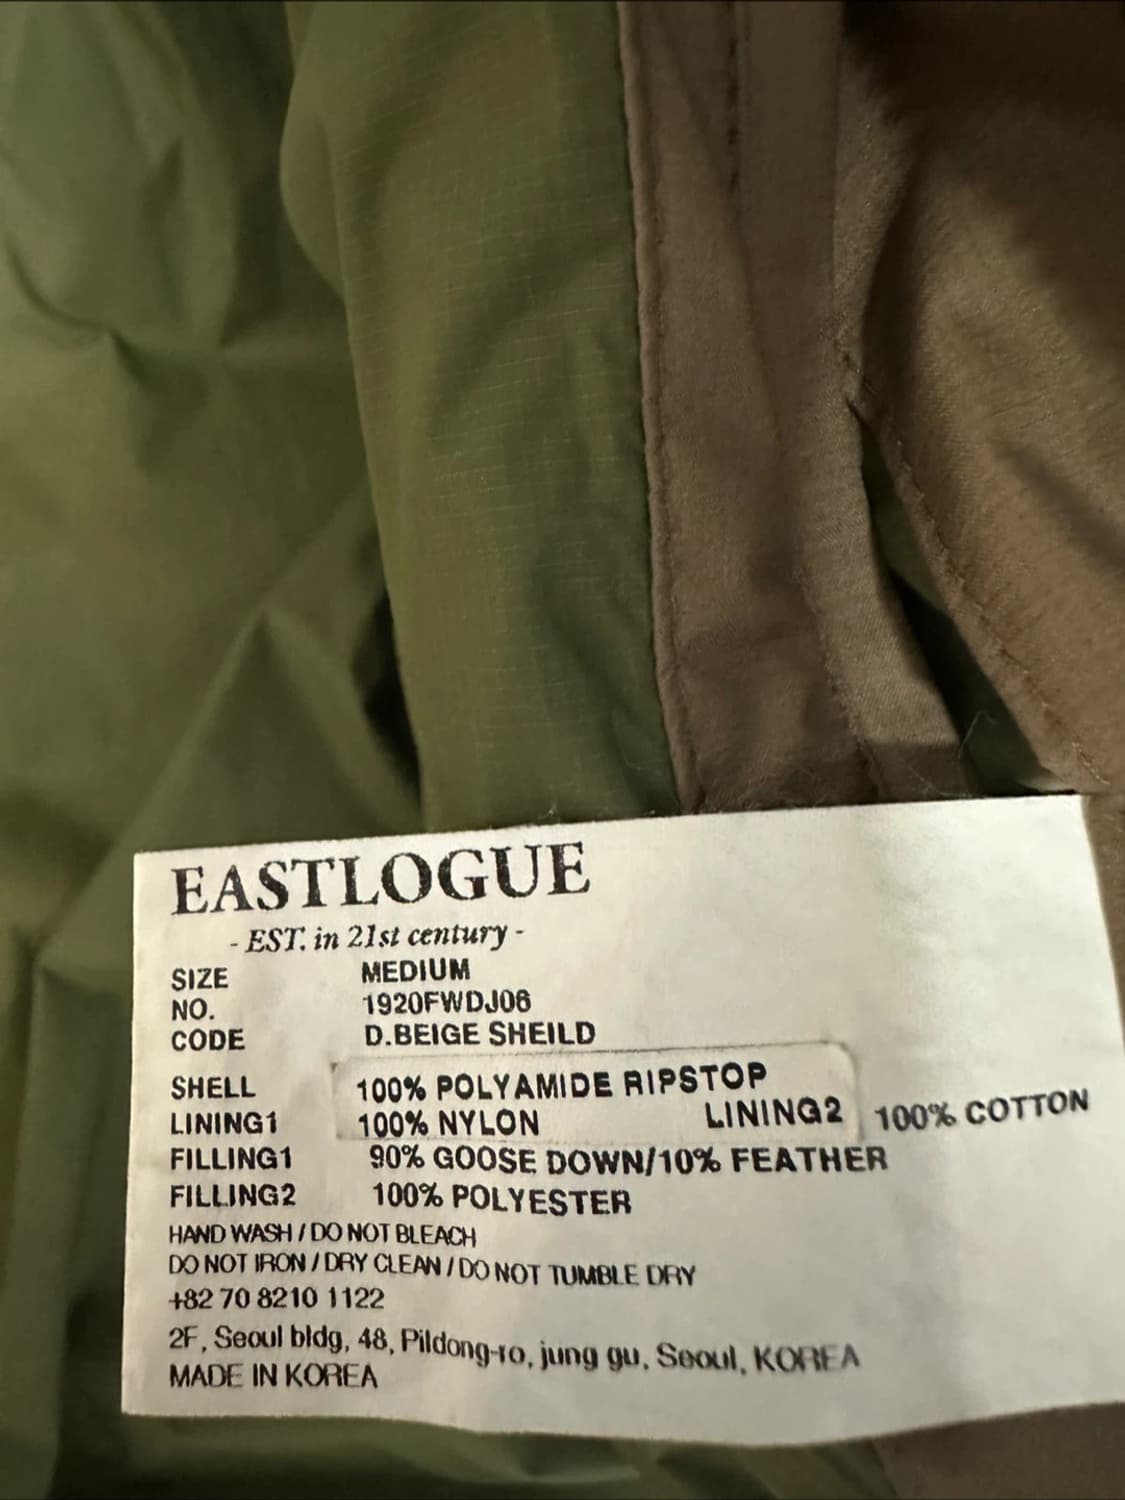 EASTLOGUE
- EST. in 21st century -
SIZE MEDIUM
NO. 1920FWDJ06
CODE D.BEIGE SHEILD
SHELL 100% POLYAMIDE RIPSTOP
LINING1 100% NYLON LINING2 100% COTTON
FILLING1 90% GOOSE DOWN/10% FEATHER
FILLING2 100% POLYESTER
HAND WASH / DO NOT BLEACH
DO NOT IRON / DRY CLEAN / DO NOT TUMBLE DRY
+82 70 8210 1122
2F, Seoul bldg, 48, Pildong-ro, jung gu, Seoul, KOREA
MADE IN KOREA